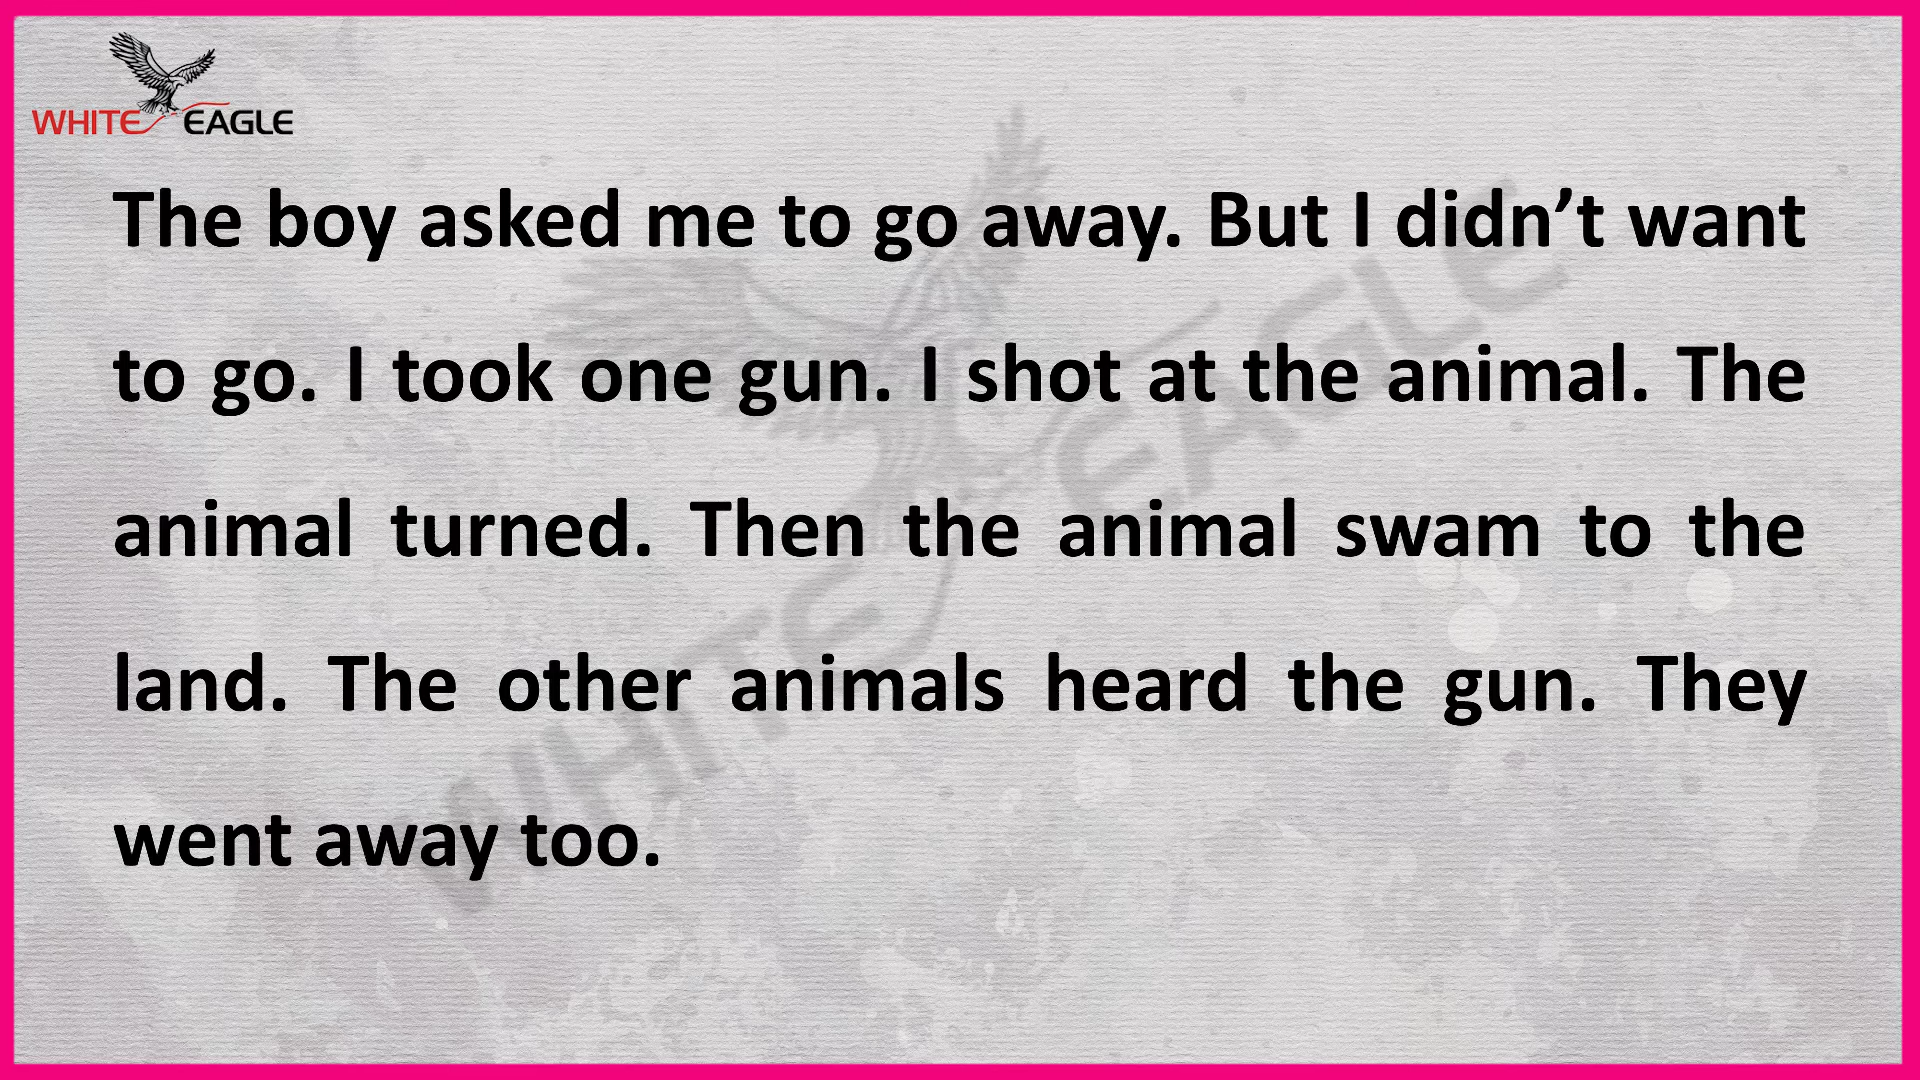 WHITE EAGLE
The boy asked me to go away. But I didn’t want
to go. I took one gun. I shot at the animal. The
animal turned. Then the animal swam to the
land. The other animals heard the gun. They
went away too.
WHITE EAGLE